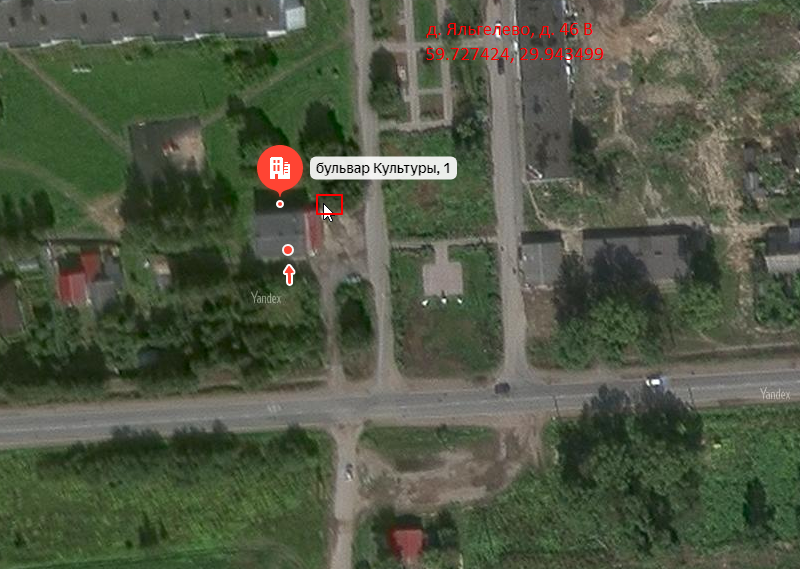 д. Яльгелево, д. 46 В
59.727424, 29.943499
бульвар Культуры, 1
Yandex
Yandex